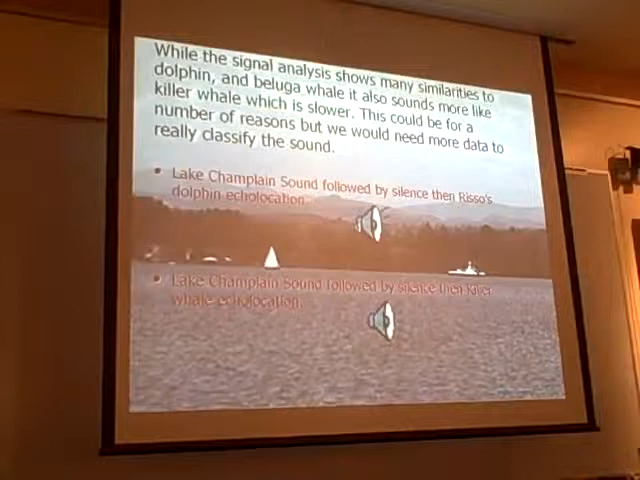 While the signal analysis shows many similarities to
dolphin, and beluga whale it also sounds more like
killer whale which is slower. This could be for a
number of reasons but we would need more data to
really classify the sound.
• Lake Champlain Sound followed by silence then Risso's
dolphin echolocation.
• Lake Champlain Sound followed by silence then Killer
whale echolocation.